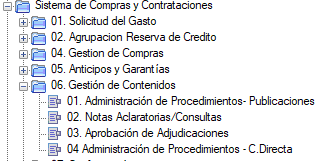 Sistema de Compras y Contrataciones
01. Solicitud del Gasto
02. Agrupacion Reserva de Credito
04. Gestion de Compras
05. Anticipos y Garantías
06. Gestión de Contenidos
01. Administración de Procedimientos- Publicaciones
02. Notas Aclaratorias/Consultas
03. Aprobación de Adjudicaciones
04 Administración de Procedimientos - C.Directa